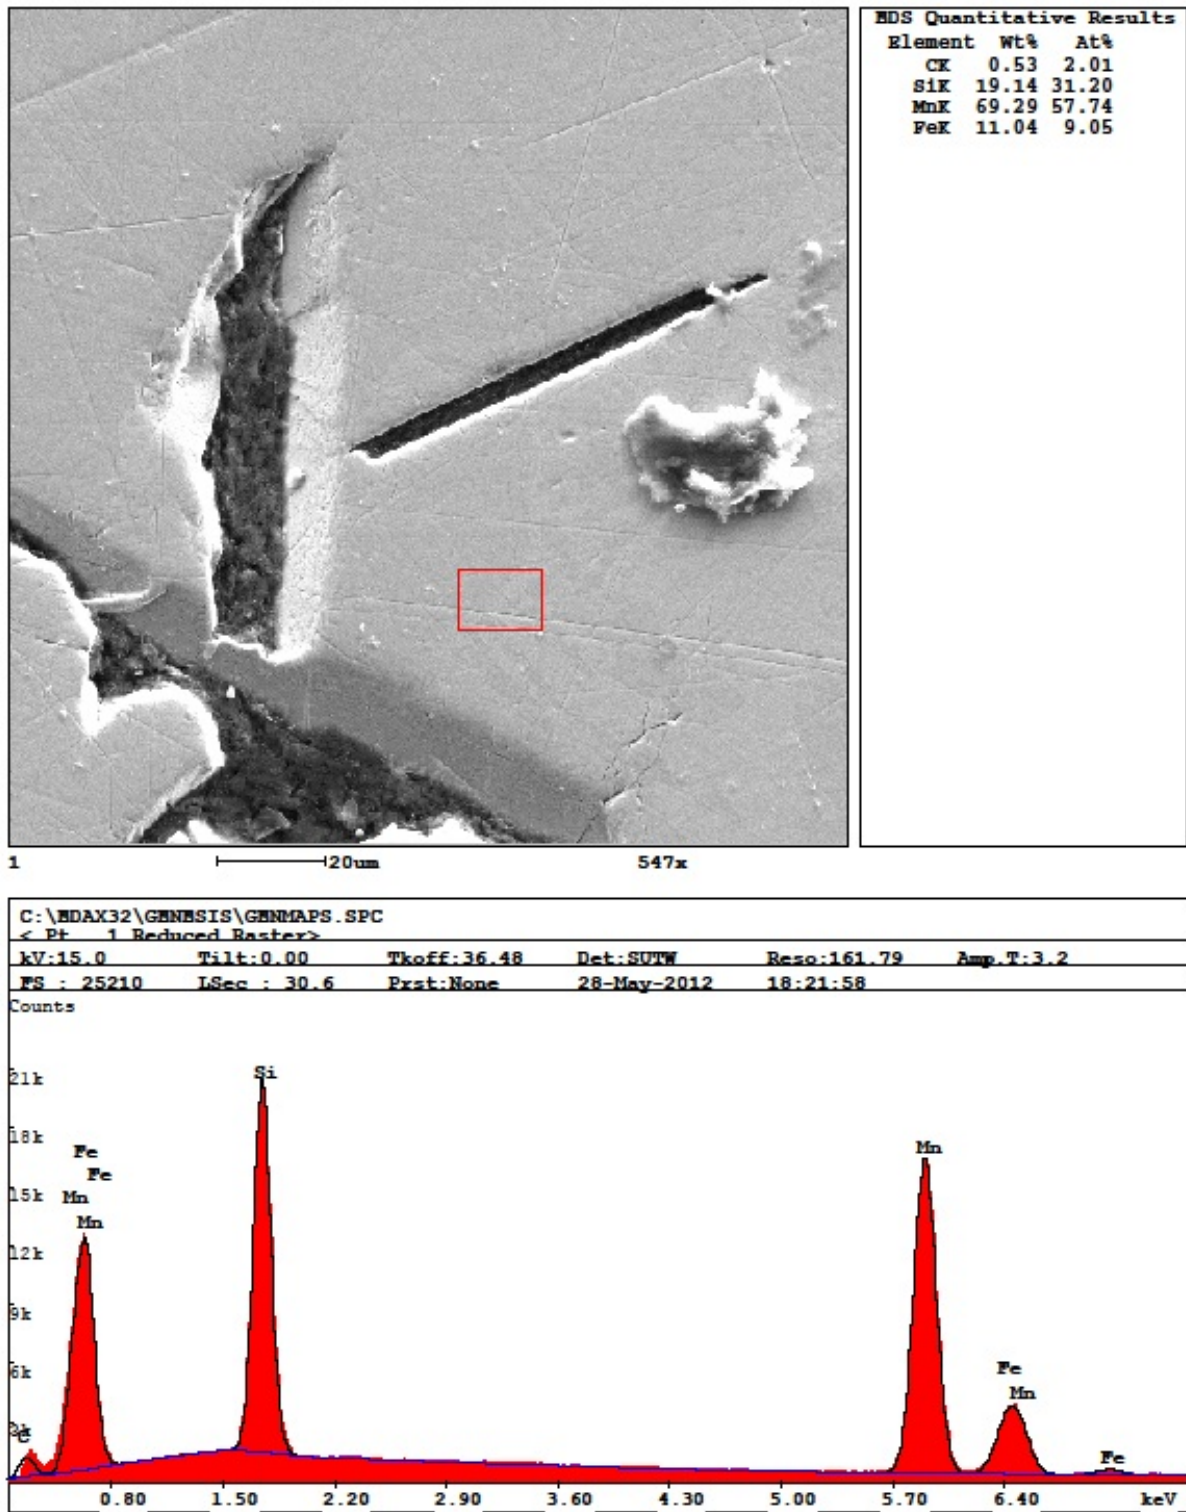 EDS Quantitative Results
Element Wt% At%
CK 0.53 2.01
SiK 19.14 31.20
MnK 69.29 57.74
FeK 11.04 9.05
1 20um 547x
C:\EDAX32\GENESIS\GENMAPS.SPC
< Pt 1 Reduced Raster>
kV:15.0 Tilt:0.00 Tkoff:36.48 Det:SUTW Reso:161.79 Amp.T:3.2
FS : 25210 LSec : 30.6 Prst:None 28-May-2012 18:21:58
Counts
21k
Si
18k
Fe
Mn
Fe
15k
Mn
Mn
12k
9k
6k
Fe
Mn
3k
C
Fe
0.80 1.50 2.20 2.90 3.60 4.30 5.00 5.70 6.40 keV